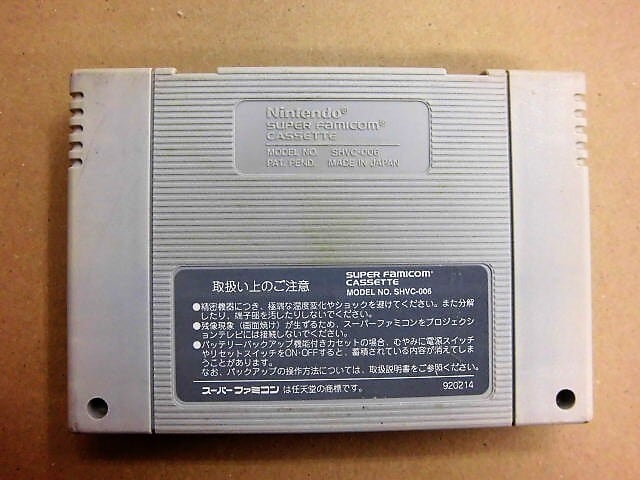 Nintendo®
SUPER FAMICOM®
CASSETTE
MODEL NO. SHVC-006
PAT. PEND. MADE IN JAPAN
取扱い上のご注意
SUPER FAMICOM®
CASSETTE
MODEL NO. SHVC-006
●精密機器につき、極端な温度変化やショックを避けてください。また分解
したり、端子部を汚したりしないでください。
●残像現象（画面焼け）が生ずるため、スーパーファミコンをプロジェクシ
ョンテレビには接続しないでください。
●バッテリーバックアップ機能付きカセットの場合、むやみに電源スイッチ
やリセットスイッチをON・OFFすると、蓄積されている内容が消えてしま
うことがあります。
なお、バックアップの操作方法については、取扱説明書をご参照ください。
スーパーファミコン は任天堂の商標です。 920214